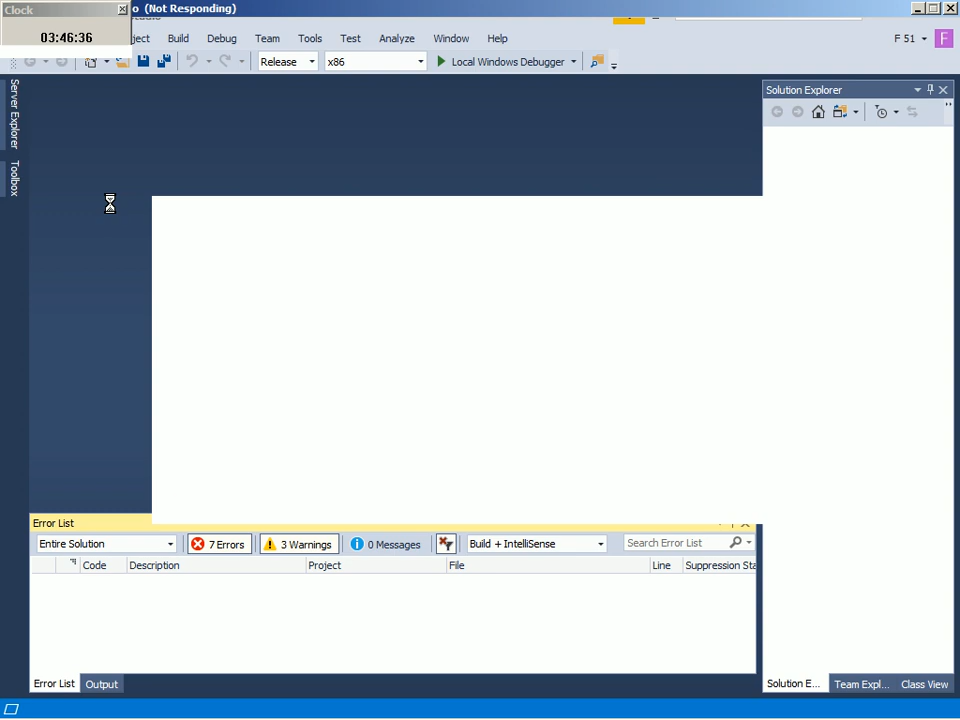 Clock
o (Not Responding)
03:46:36
ject Build Debug Team Tools Test Analyze Window Help
F 51
F
Release
x86
Local Windows Debugger
Server Explorer
Toolbox
Solution Explorer
Error List
Entire Solution
7 Errors
3 Warnings
0 Messages
Build + IntelliSense
Search Error List
Code
Description
Project
File
Line
Suppression Sta
Error List
Output
Solution E...
Team Expl...
Class View